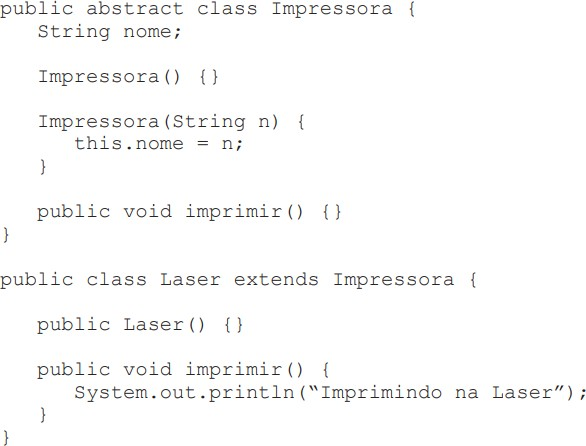 public abstract class Impressora {
   String nome;

   Impressora() {}

   Impressora(String n) {
      this.nome = n;
   }

   public void imprimir() {}
}

public class Laser extends Impressora {

   public Laser() {}

   public void imprimir() {
      System.out.println(“Imprimindo na Laser”);
   }
}